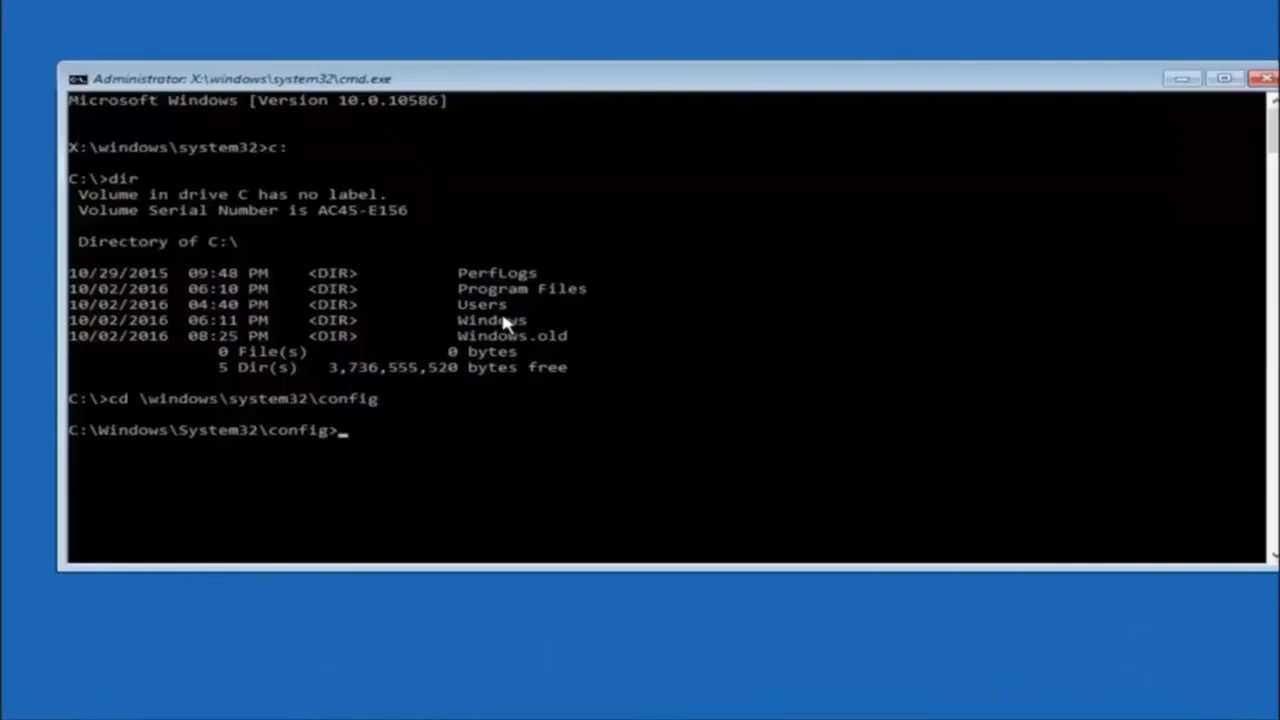 Administrator: X:\windows\system32\cmd.exe
Microsoft Windows [Version 10.0.10586]
X:\windows\system32>c:
C:\>dir
Volume in drive C has no label.
Volume Serial Number is AC45-E156
Directory of C:\
10/29/2015 09:48 PM <DIR> PerfLogs
10/02/2016 06:10 PM <DIR> Program Files
10/02/2016 04:40 PM <DIR> Users
10/02/2016 06:11 PM <DIR> Windows
10/02/2016 08:25 PM <DIR> Windows.old
0 File(s) 0 bytes
5 Dir(s) 3,736,555,520 bytes free
C:\>cd \windows\system32\config
C:\Windows\System32\config>_